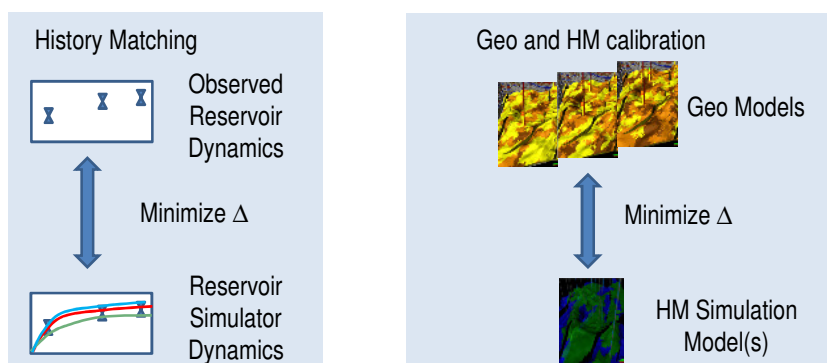 History Matching
Observed
Reservoir
Dynamics
Minimize Δ
Reservoir
Simulator
Dynamics
Geo and HM calibration
Geo Models
Minimize Δ
HM Simulation
Model(s)